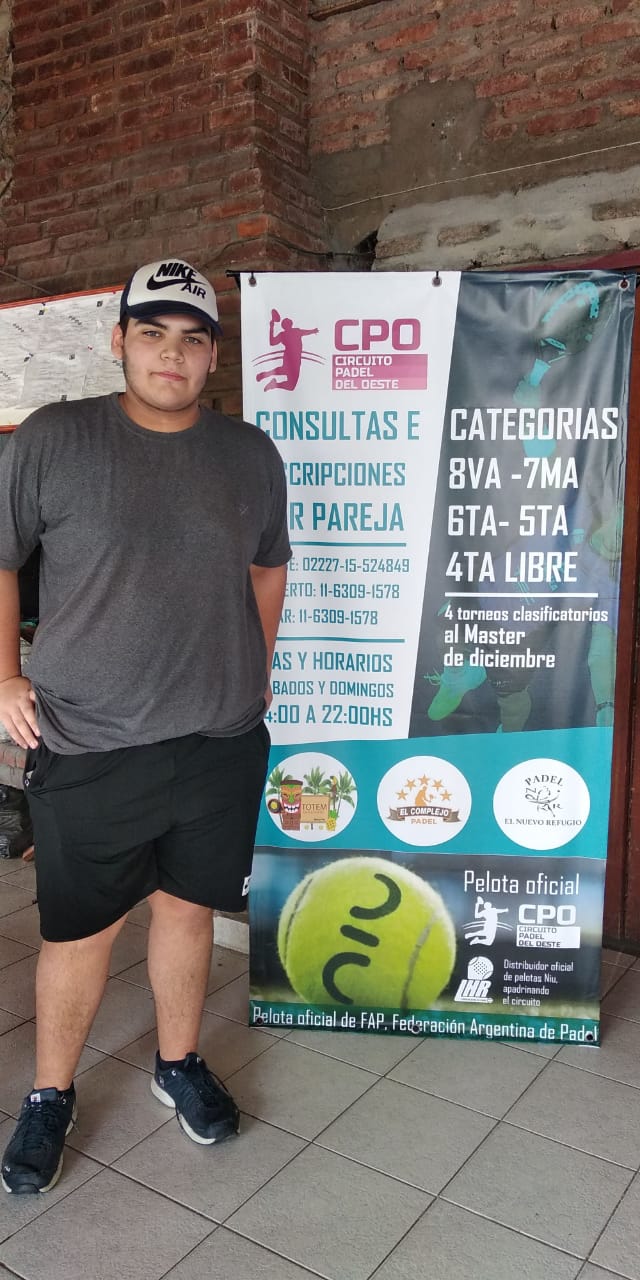 NIKE
AIR
CPO
CIRCUITO
PADEL
DEL OESTE
CONSULTAS E
SCRIPCIONES
R PAREJA
É: 02227-15-524849
ERTO: 11-6309-1578
AR: 11-6309-1578
AS Y HORARIOS
BADOS Y DOMINGOS
4:00 A 22:00HS
CATEGORIAS
8VA -7MA
6TA- 5TA
4TA LIBRE
4 torneos clasificatorios
al Master
de diciembre
TOTEM
EL COMPLEJO
PADEL
PADEL
EL NUEVO REFUGIO
Pelota oficial
CPO
CIRCUITO
PADEL
DEL OESTE
LHR
Distribuidor oficial
de pelotas Niu,
apadrinando
el circuito
Pelota oficial de FAP, Federación Argentina de Padel